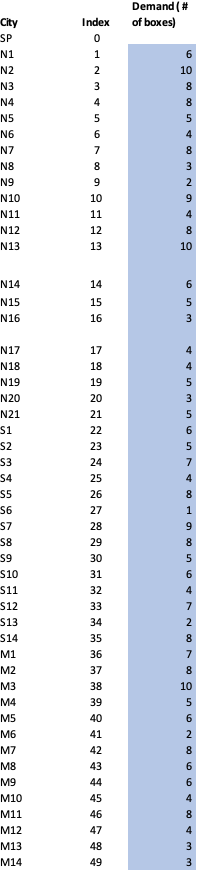 Demand ( #
City Index of boxes)
SP 0
N1 1 6
N2 2 10
N3 3 8
N4 4 8
N5 5 5
N6 6 4
N7 7 8
N8 8 3
N9 9 2
N10 10 9
N11 11 4
N12 12 8
N13 13 10
N14 14 6
N15 15 5
N16 16 3
N17 17 4
N18 18 4
N19 19 5
N20 20 3
N21 21 5
S1 22 6
S2 23 5
S3 24 7
S4 25 4
S5 26 8
S6 27 1
S7 28 9
S8 29 8
S9 30 5
S10 31 6
S11 32 4
S12 33 7
S13 34 2
S14 35 8
M1 36 7
M2 37 8
M3 38 10
M4 39 5
M5 40 6
M6 41 2
M7 42 8
M8 43 6
M9 44 6
M10 45 4
M11 46 8
M12 47 4
M13 48 3
M14 49 3